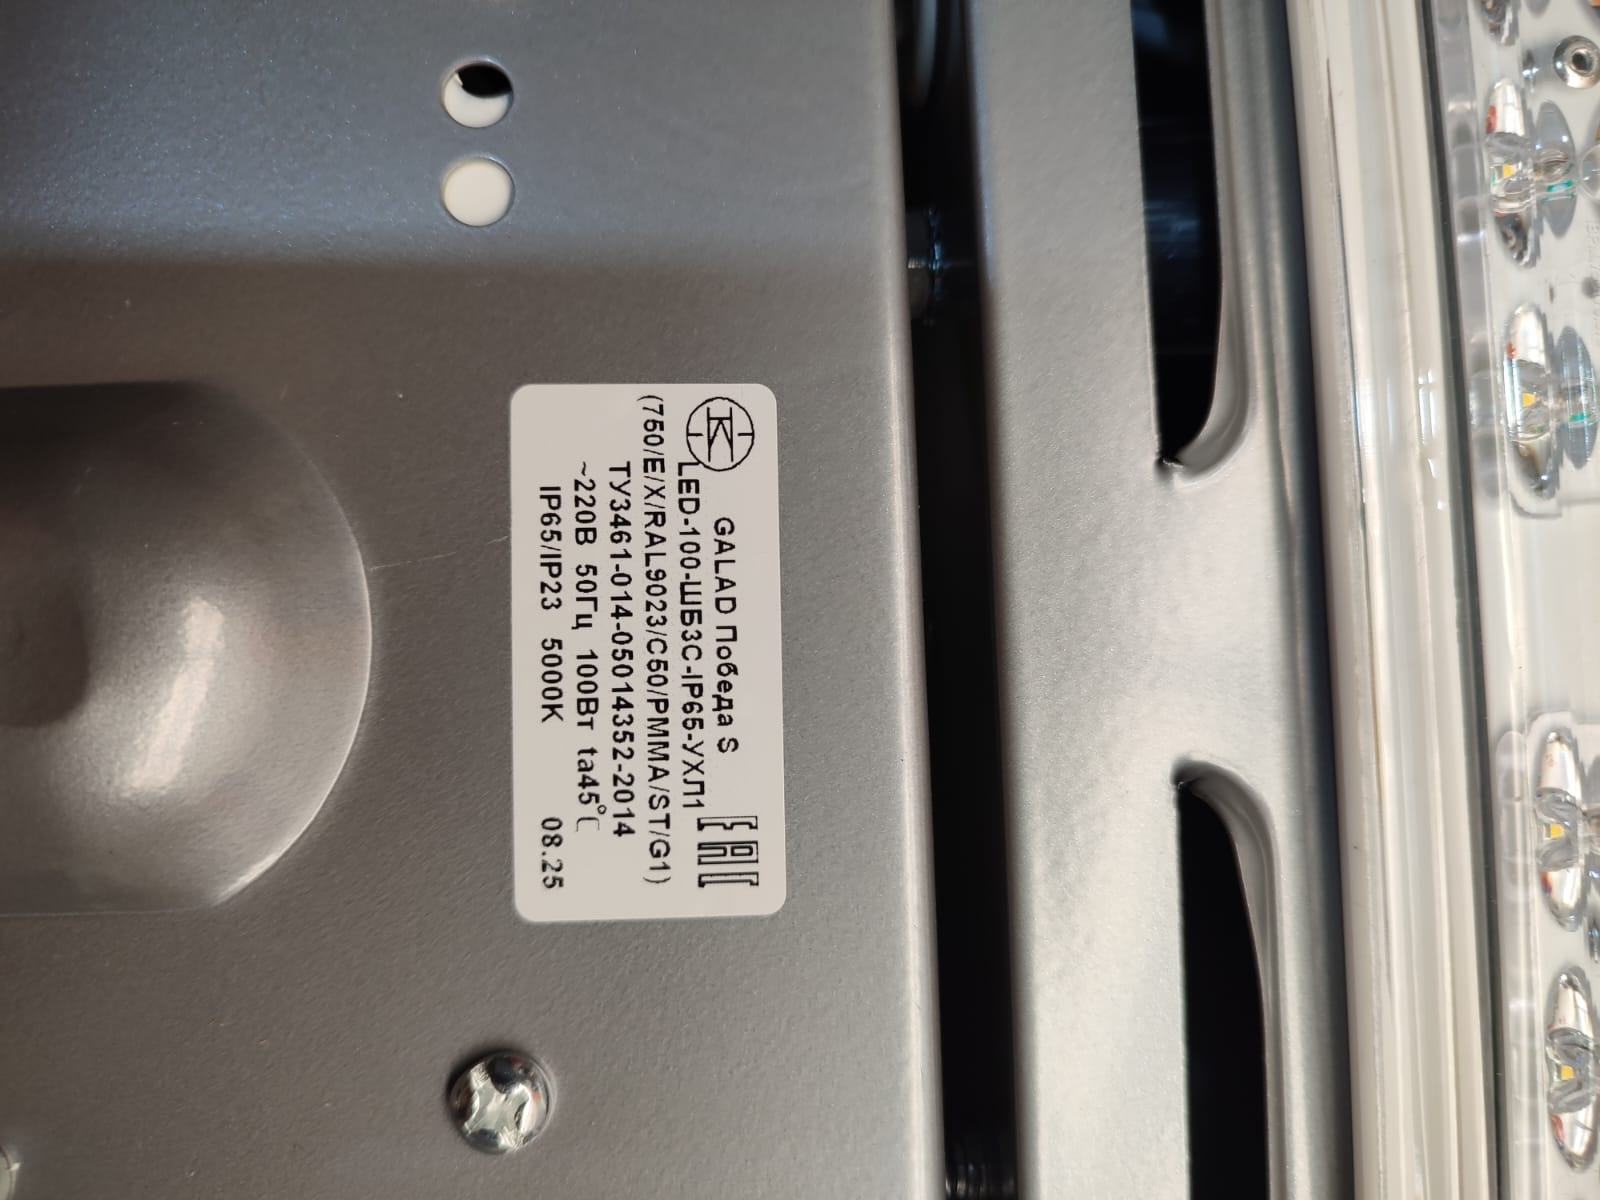 GALAD Победа S
LED-100-ШБ3С-IP65-УХЛ1
(750/E/X/RAL9023/C50/PMMA/ST/G1)
ТУ3461-014-05014352-2014
~220В 50Гц 100Вт ta45℃
IP65/IP23 5000K 08.25